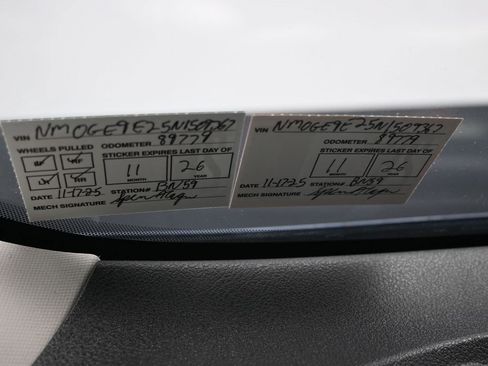 VIN NM0GE9E25N1509267
WHEELS PULLED ODOMETER 89779
STICKER EXPIRES LAST DAY OF
LF RF
11 26
MONTH YEAR
LR RR
DATE 11-17-25 STATION# BN59
MECH SIGNATURE
VIN NM0GE9E25N1509267
ODOMETER 89779
STICKER EXPIRES LAST DAY OF
11 26
MONTH YEAR
DATE 11-17-25 STATION# BN59
MECH SIGNATURE